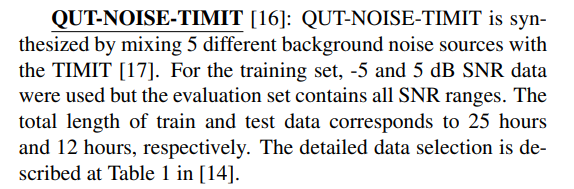 QUT-NOISE-TIMIT [16]: QUT-NOISE-TIMIT is syn-
thesized by mixing 5 different background noise sources with
the TIMIT [17]. For the training set, -5 and 5 dB SNR data
were used but the evaluation set contains all SNR ranges. The
total length of train and test data corresponds to 25 hours
and 12 hours, respectively. The detailed data selection is de-
scribed at Table 1 in [14].